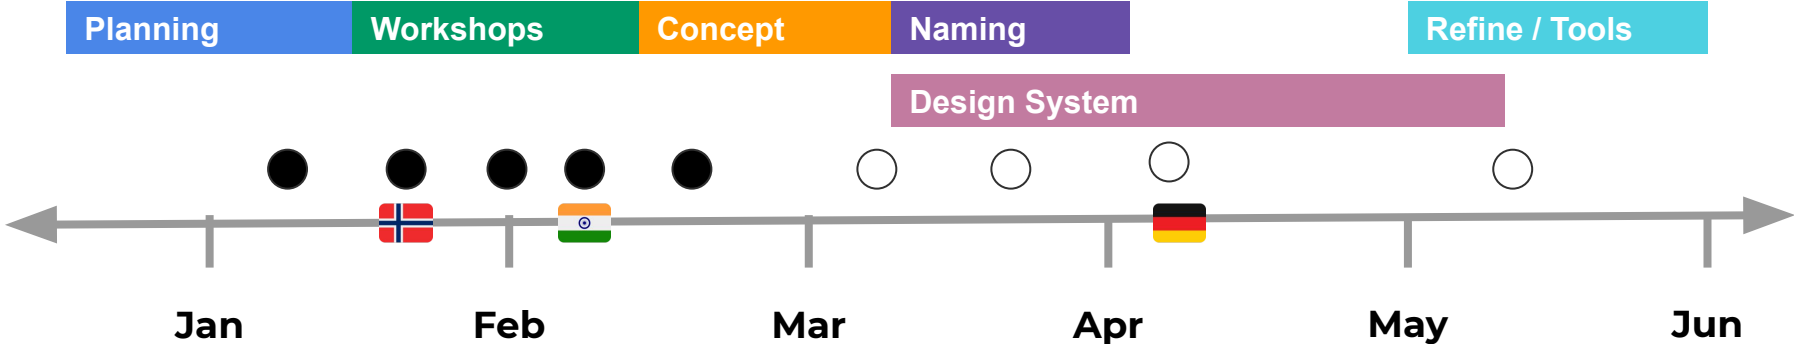 Planning
Workshops
Concept
Naming
Refine / Tools
Design System
Jan
Feb
Mar
Apr
May
Jun